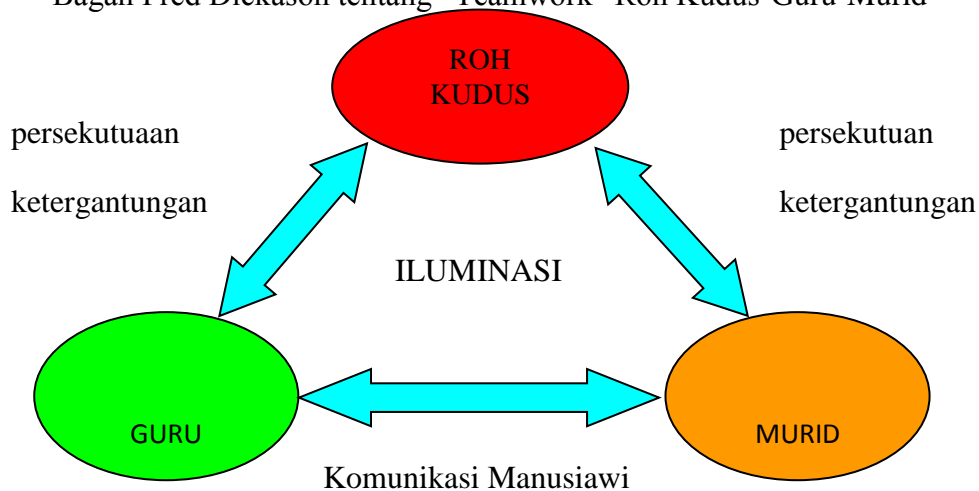 Bagan Fred Dickason tentang "Teamwork" Roh Kudus-Guru-Murid
ROH
KUDUS
persekutuaan
persekutuan
ketergantungan
ketergantungan
ILUMINASI
GURU
MURID
Komunikasi Manusiawi